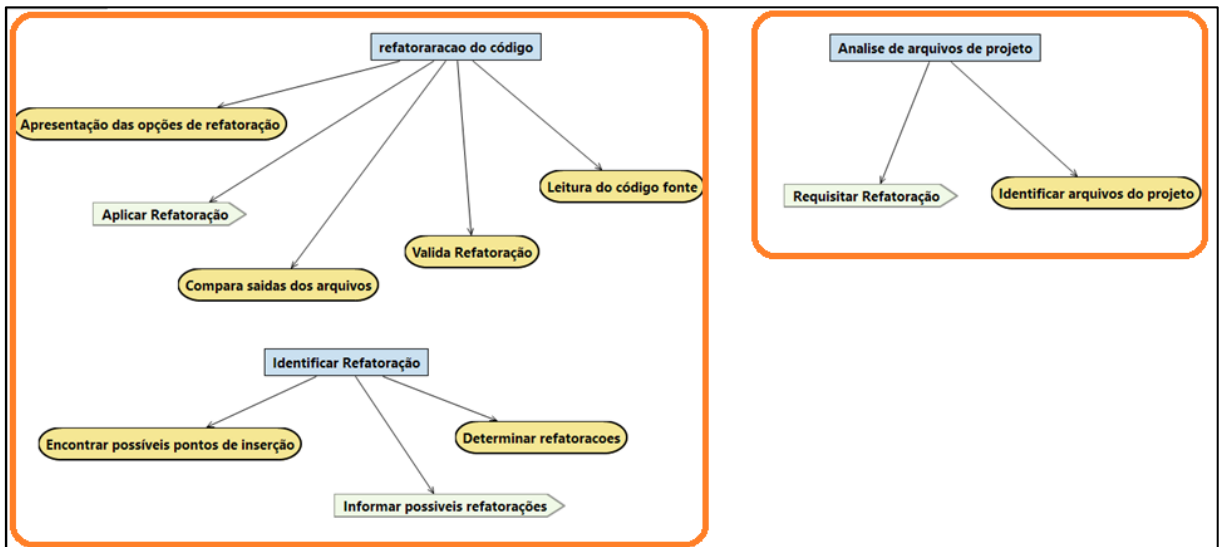 refatoraracao do código
Apresentação das opções de refatoração
Leitura do código fonte
Aplicar Refatoração
Valida Refatoração
Compara saidas dos arquivos
Identificar Refatoração
Encontrar possíveis pontos de inserção
Determinar refatoracoes
Informar possiveis refatorações
Analise de arquivos de projeto
Requisitar Refatoração
Identificar arquivos do projeto